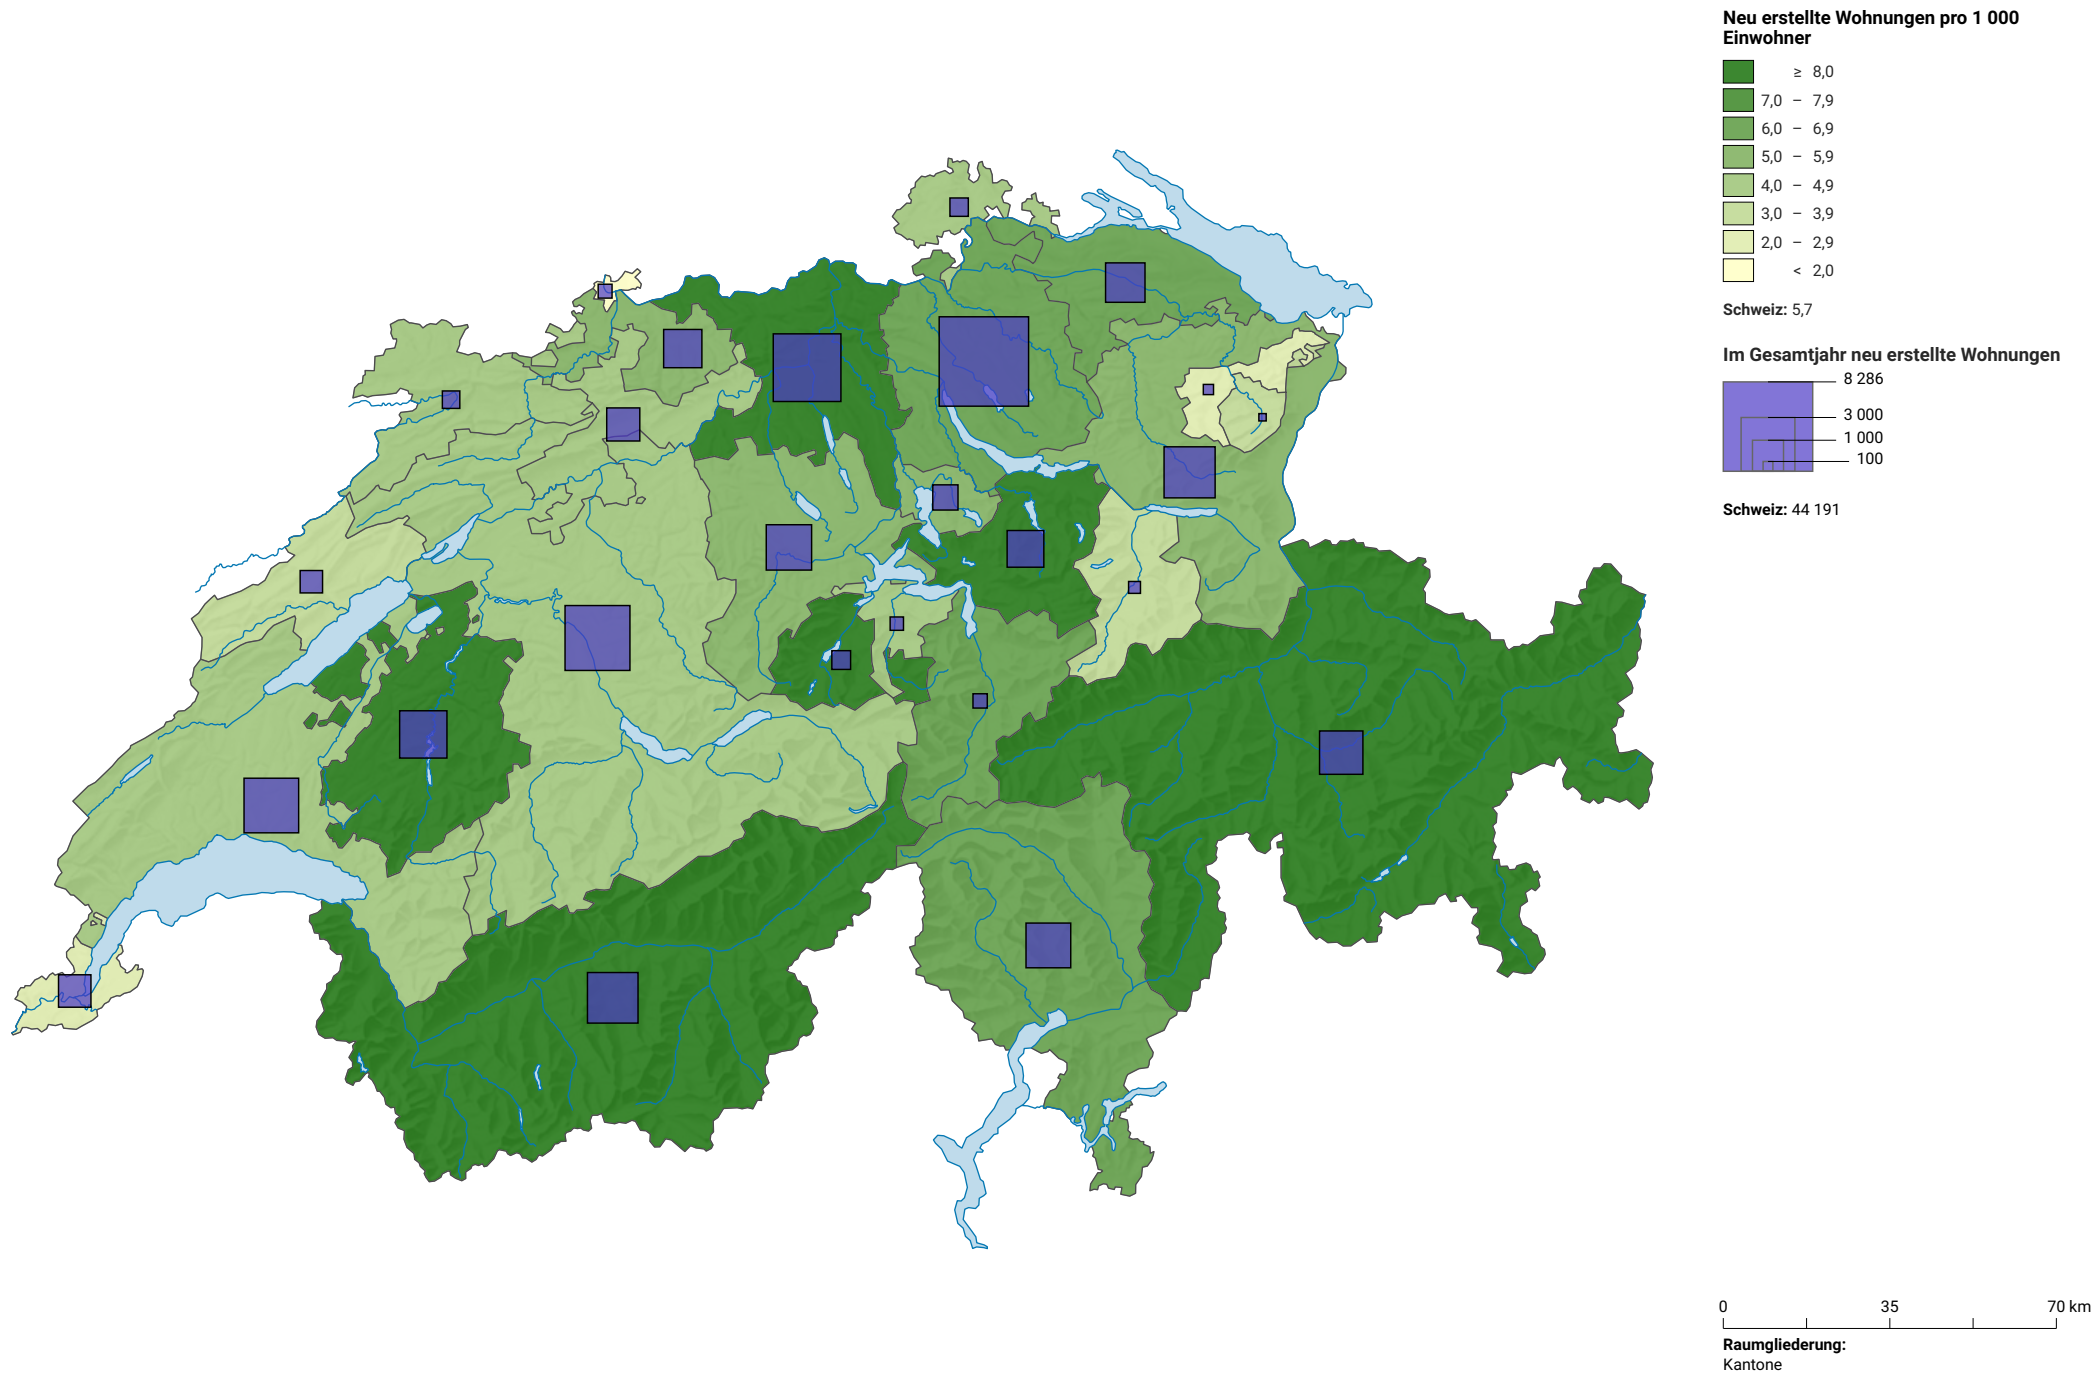 Neu erstellte Wohnungen pro 1 000
Einwohner
≥ 8,0
7,0 – 7,9
6,0 – 6,9
5,0 – 5,9
4,0 – 4,9
3,0 – 3,9
2,0 – 2,9
< 2,0
Schweiz: 5,7
Im Gesamtjahr neu erstellte Wohnungen
8 286
3 000
1 000
100
Schweiz: 44 191
0 35 70 km
Raumgliederung:
Kantone